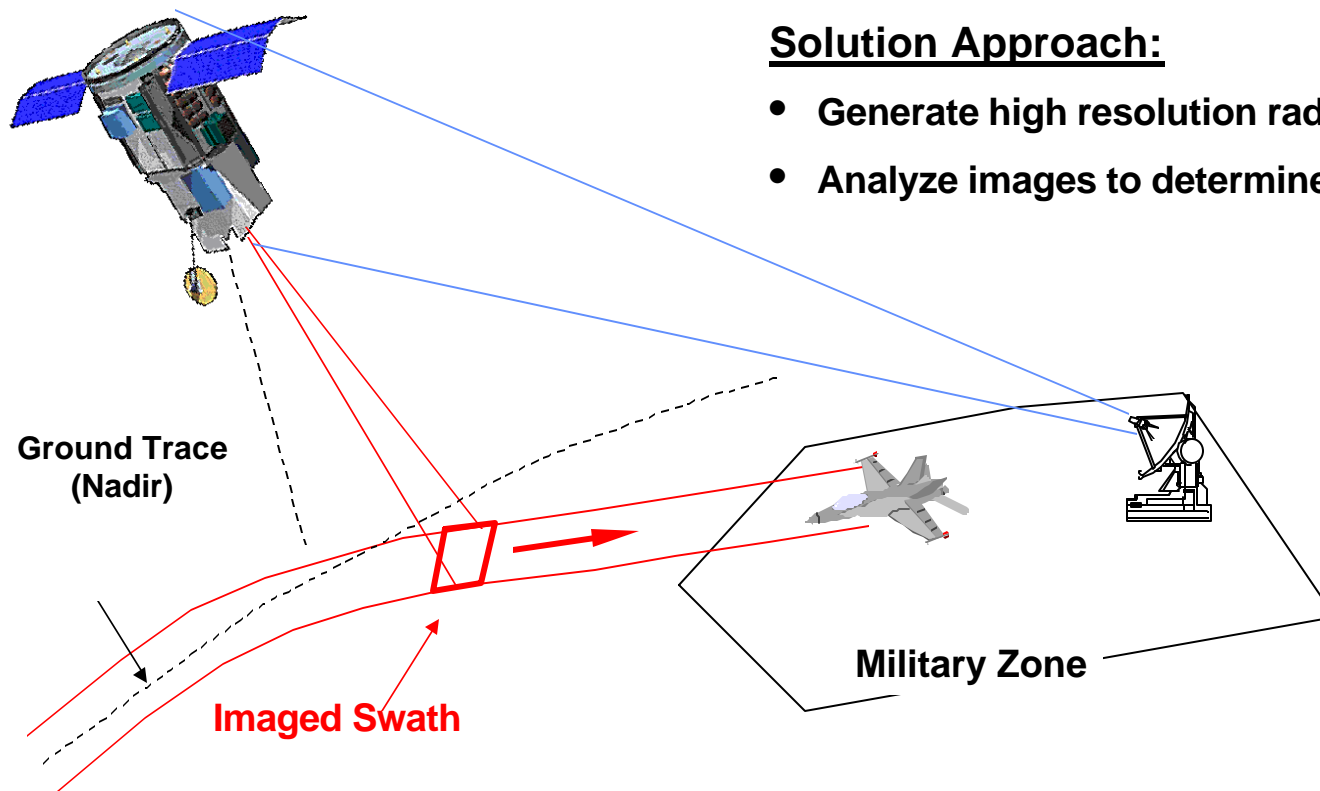 Solution Approach:
• Generate high resolution rad
• Analyze images to determine
Ground Trace
(Nadir)
Military Zone
Imaged Swath